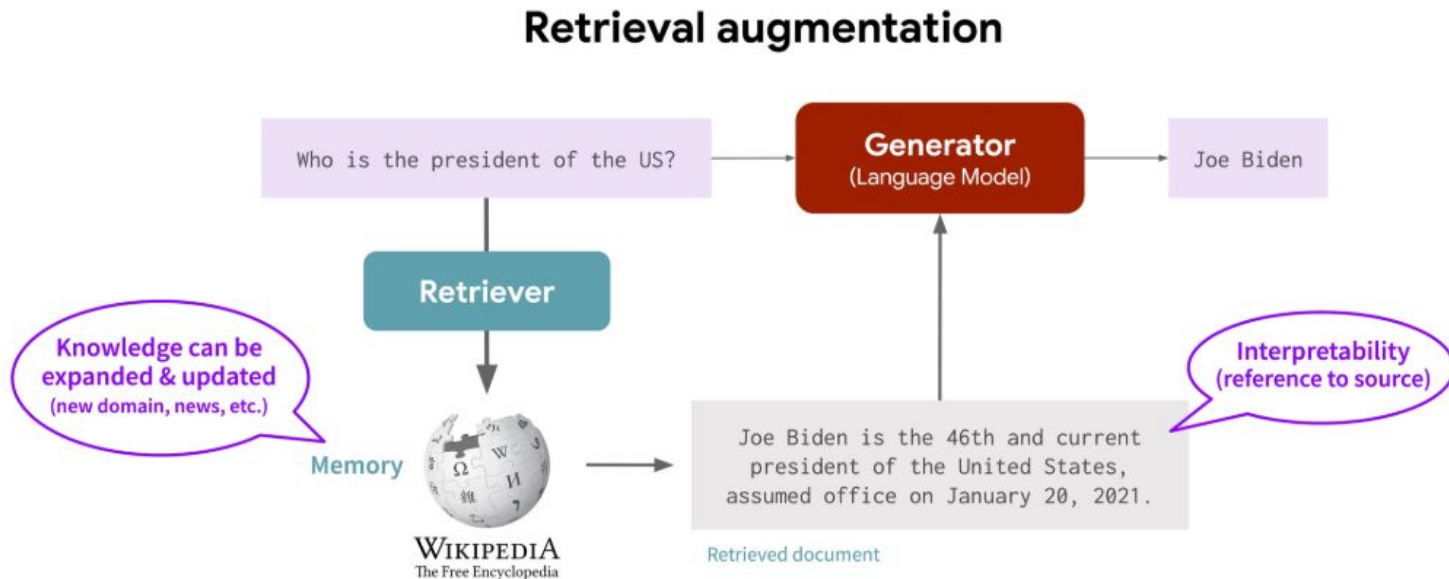 Retrieval augmentation
Who is the president of the US?
Generator
(Language Model)
Joe Biden
Retriever
Knowledge can be
expanded & updated
(new domain, news, etc.)
Interpretability
(reference to source)
Memory
Ω
W
И
WIKIPEDIA
The Free Encyclopedia
Joe Biden is the 46th and current
president of the United States,
assumed office on January 20, 2021.
Retrieved document